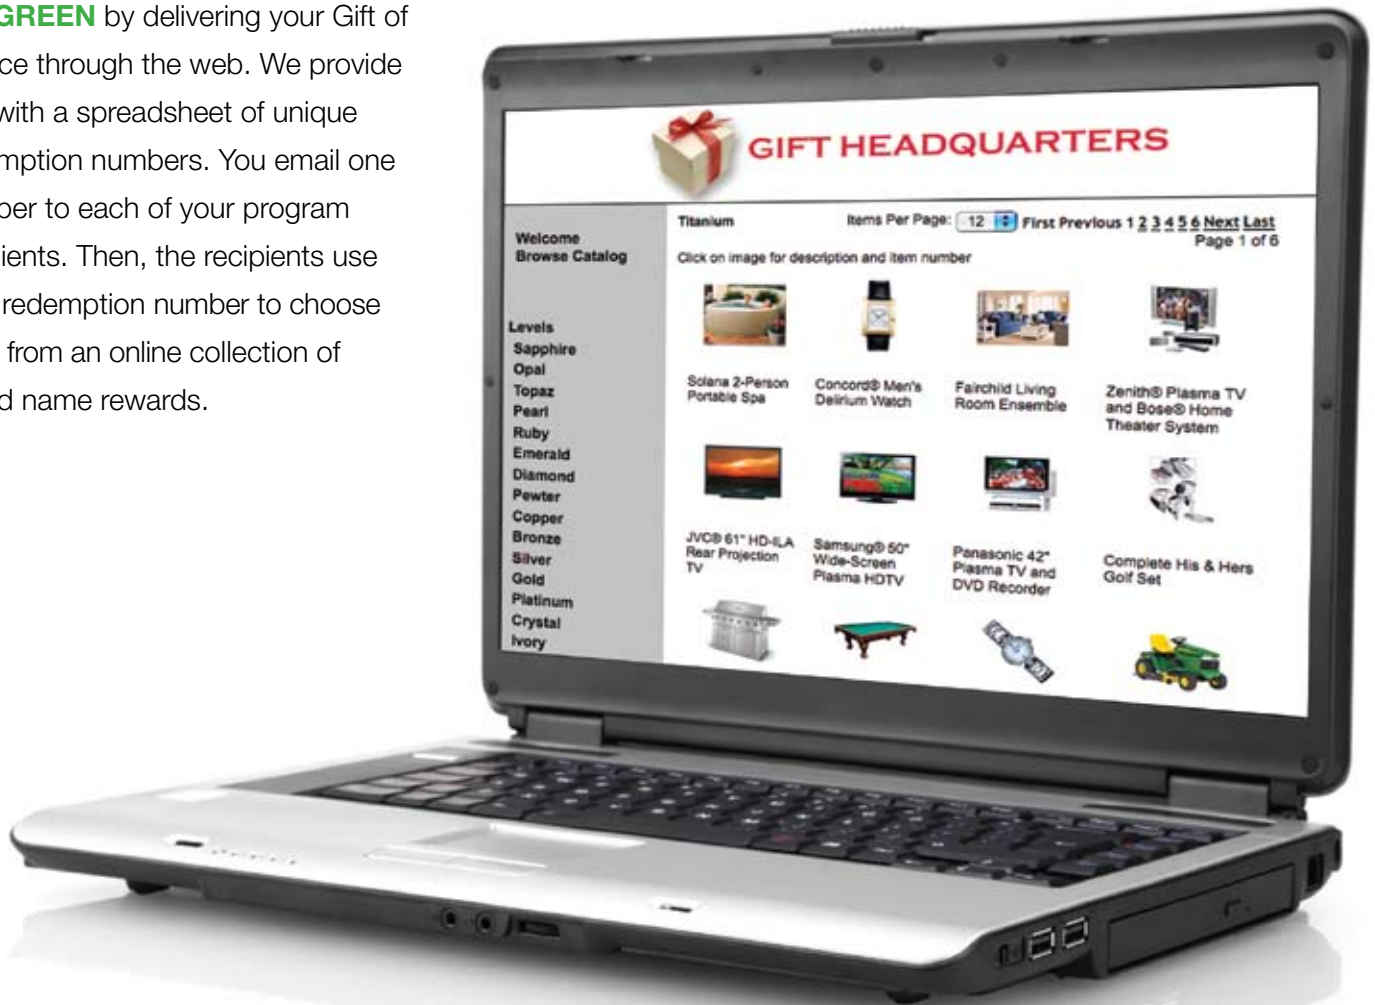 GREEN by delivering your Gift of
ce through the web. We provide
with a spreadsheet of unique
mption numbers. You email one
ber to each of your program
ients. Then, the recipients use
redemption number to choose
from an online collection of
d name rewards.
GIFT HEADQUARTERS
Welcome
Browse Catalog
Levels
Sapphire
Opal
Topaz
Pearl
Ruby
Emerald
Diamond
Pewter
Copper
Bronze
Silver
Gold
Platinum
Crystal
Ivory
Titanium
Items Per Page: 12 First Previous 1 2 3 4 5 6 Next Last
Page 1 of 6
Click on image for description and item number
Solana 2-Person
Portable Spa
Concord® Men's
Delirium Watch
Fairchild Living
Room Ensemble
Zenith® Plasma TV
and Bose® Home
Theater System
JVC® 61" HD-ILA
Rear Projection
TV
Samsung® 50"
Wide-Screen
Plasma HDTV
Panasonic 42"
Plasma TV and
DVD Recorder
Complete His & Hers
Golf Set